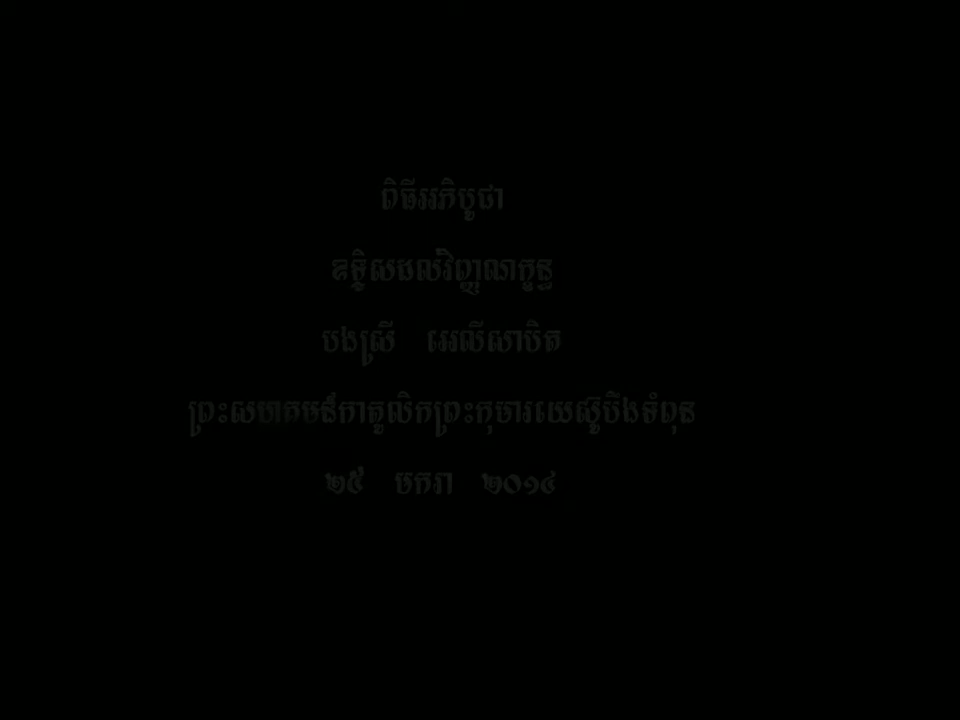 ពិធីអភិបូជា
ឧទ្ទិសដល់វិញ្ញាណក្ខន្ធ
បងស្រី អេលីសាបិត
ព្រះសហគមន៍កាតូលិកព្រះកុមារយេស៊ូបឹងទំពុន
២៥ មករា ២០១៤